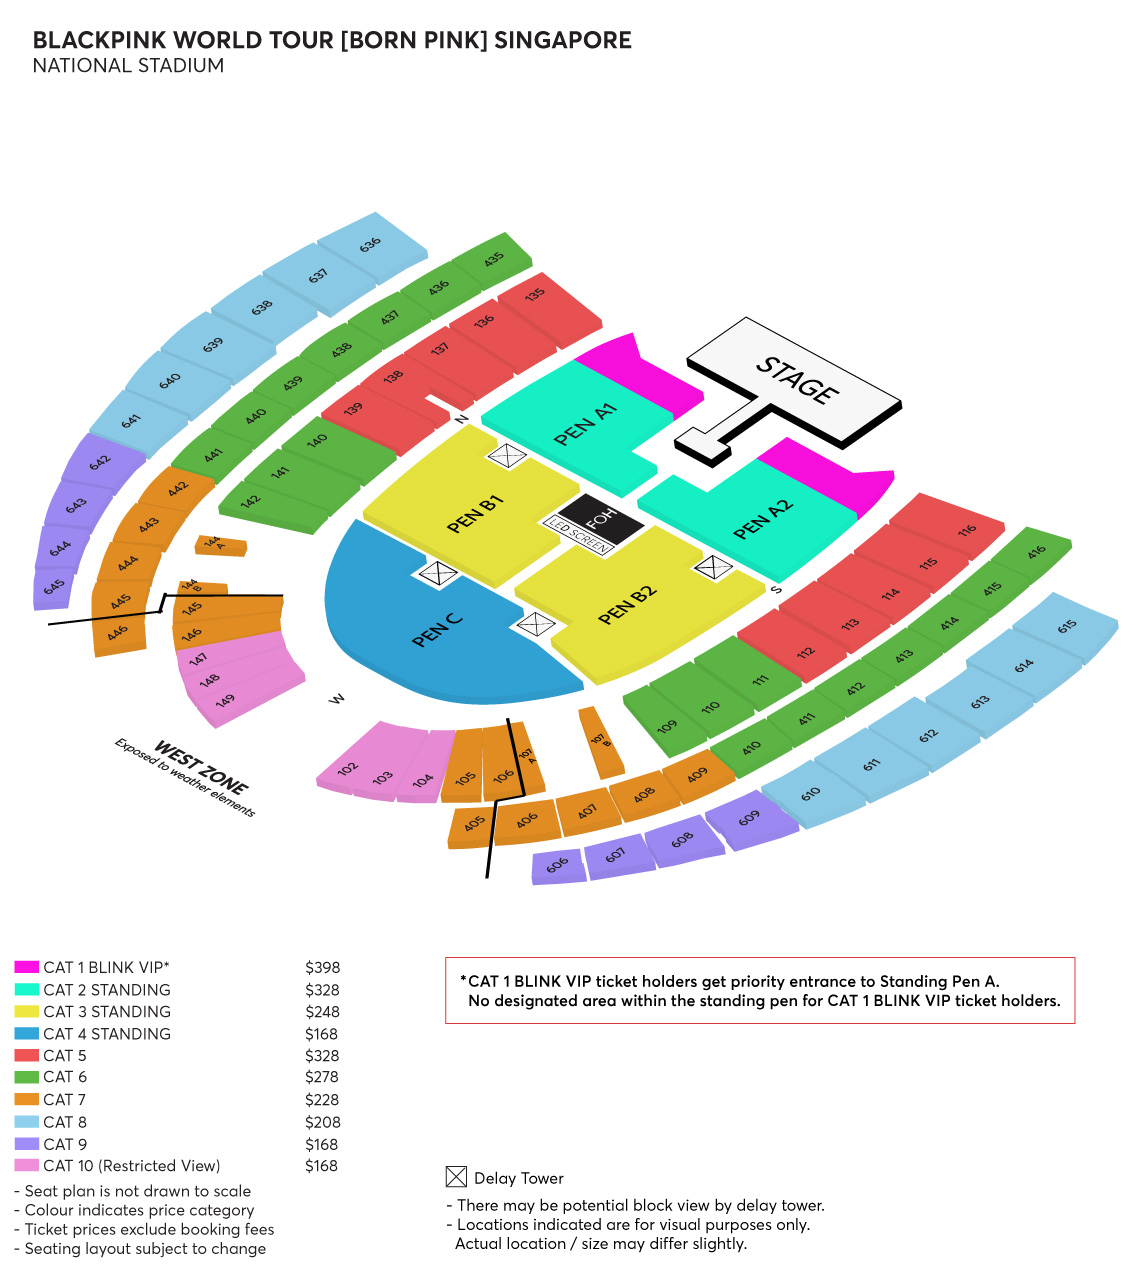 BLACKPINK WORLD TOUR [BORN PINK] SINGAPORE
NATIONAL STADIUM
636
637
638
639
640
641
642
643
644
645
435
436
437
438
439
440
441
442
443
444
445
446
135
136
137
138
139
140
141
142
144 A
144 B
145
146
147
148
149
N
S
W
STAGE
PEN A1
PEN A2
PEN B1
FOH
LED SCREEN
PEN B2
PEN C
116
115
114
113
112
111
110
109
107 B
107 A
106
105
104
103
102
416
415
414
413
412
411
410
409
408
407
406
405
615
614
613
612
611
610
609
608
607
606
WEST ZONE
Exposed to weather elements
CAT 1 BLINK VIP* $398
CAT 2 STANDING $328
CAT 3 STANDING $248
CAT 4 STANDING $168
CAT 5 $328
CAT 6 $278
CAT 7 $228
CAT 8 $208
CAT 9 $168
CAT 10 (Restricted View) $168
- Seat plan is not drawn to scale
- Colour indicates price category
- Ticket prices exclude booking fees
- Seating layout subject to change
*CAT 1 BLINK VIP ticket holders get priority entrance to Standing Pen A.
No designated area within the standing pen for CAT 1 BLINK VIP ticket holders.
Delay Tower
- There may be potential block view by delay tower.
- Locations indicated are for visual purposes only.
Actual location / size may differ slightly.